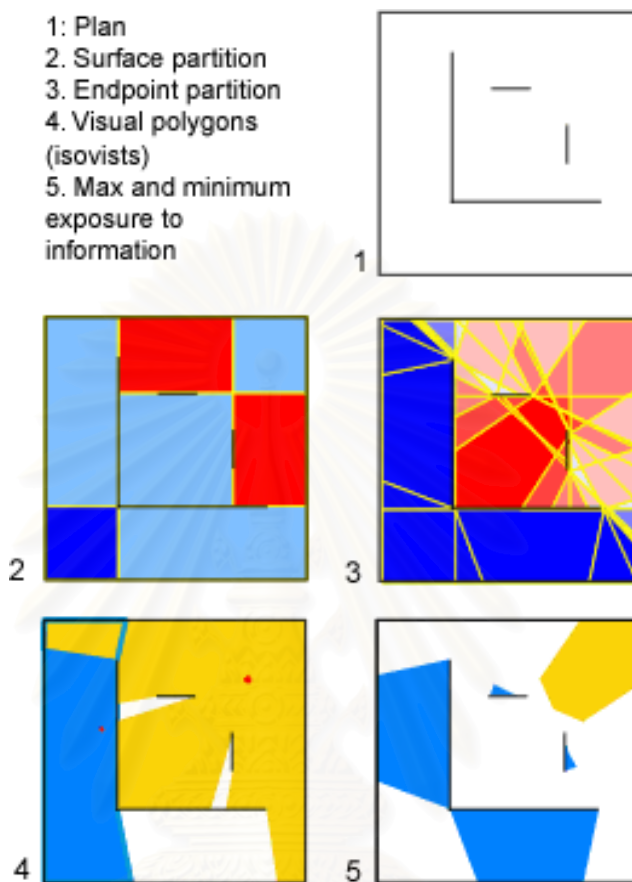 1: Plan
2. Surface partition
3. Endpoint partition
4. Visual polygons
(isovists)
5. Max and minimum
exposure to
information
1
2
3
4
5